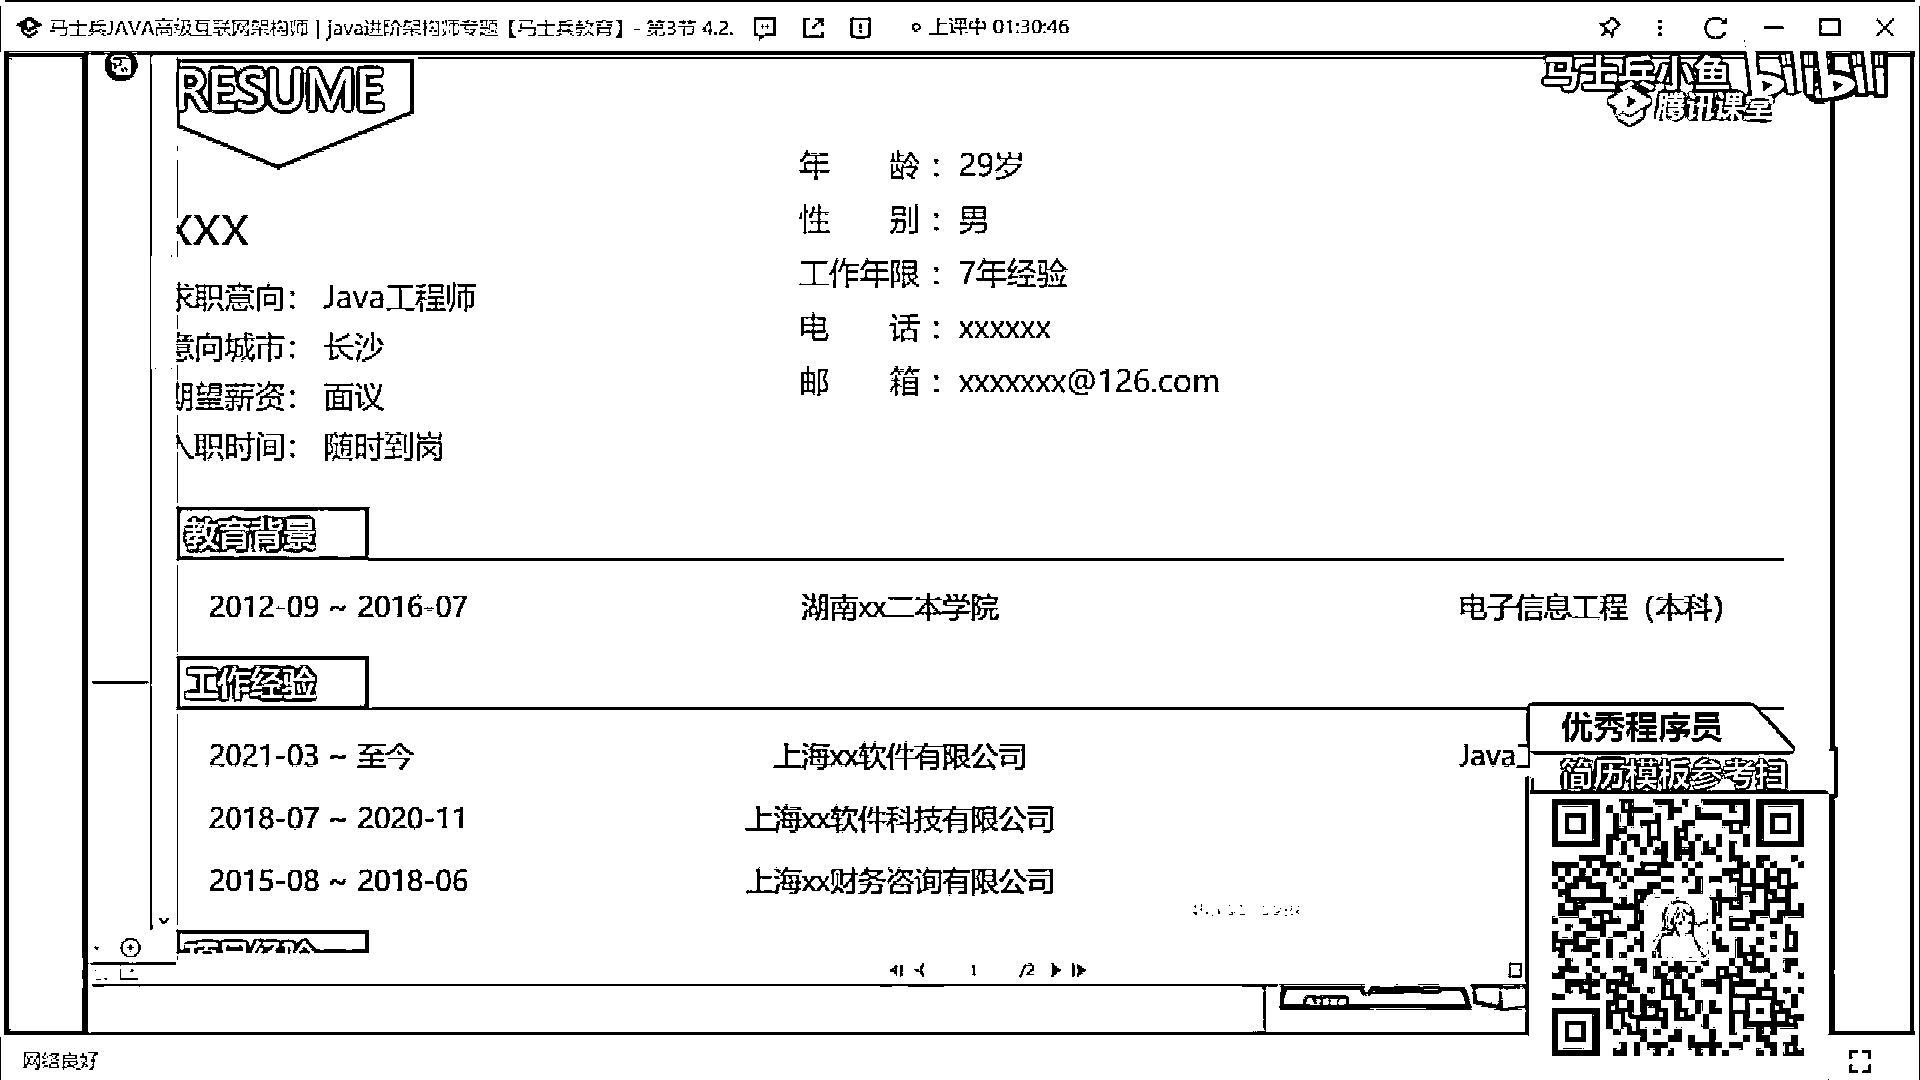 马士兵JAVA高级互联网架构师 | java进阶架构师专题【马士兵教育】- 第3节 4.2.
上课中 01:30:46
马士兵小鱼 bilibili
腾讯课堂
RESUME
XXX
求职意向： Java工程师
意向城市： 长沙
期望薪资： 面议
入职时间： 随时到岗
年 龄： 29岁
性 别： 男
工作年限： 7年经验
电 话： xxxxxx
邮 箱： xxxxxxx@126.com
教育背景
2012-09 ~ 2016-07 湖南xx二本学院 电子信息工程（本科）
工作经验
2021-03 ~ 至今 上海xx软件有限公司 Java
2018-07 ~ 2020-11 上海xx软件科技有限公司
2015-08 ~ 2018-06 上海xx财务咨询有限公司
优秀程序员
简历模板参考扫
1 /2
网络良好